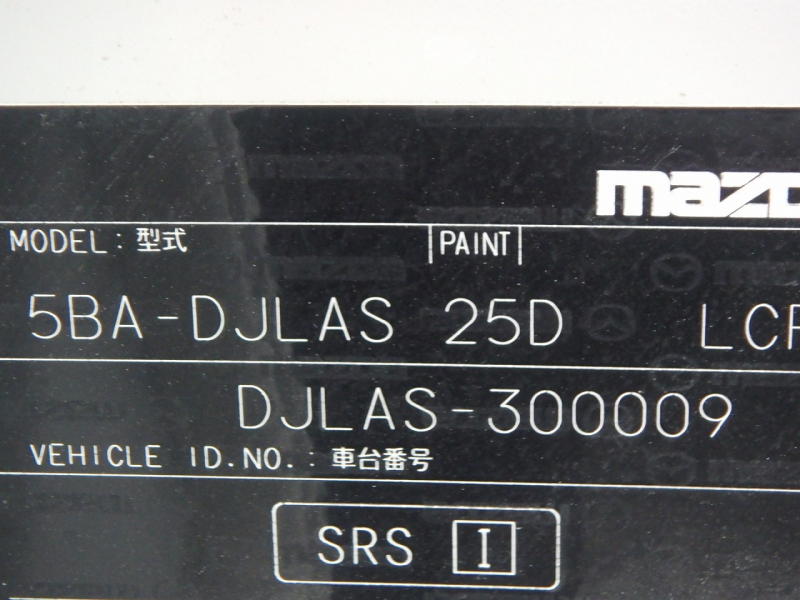 mazd
MODEL : 型式 PAINT
5BA-DJLAS 25D LC
DJLAS-300009
VEHICLE ID.NO. : 車台番号
SRS I